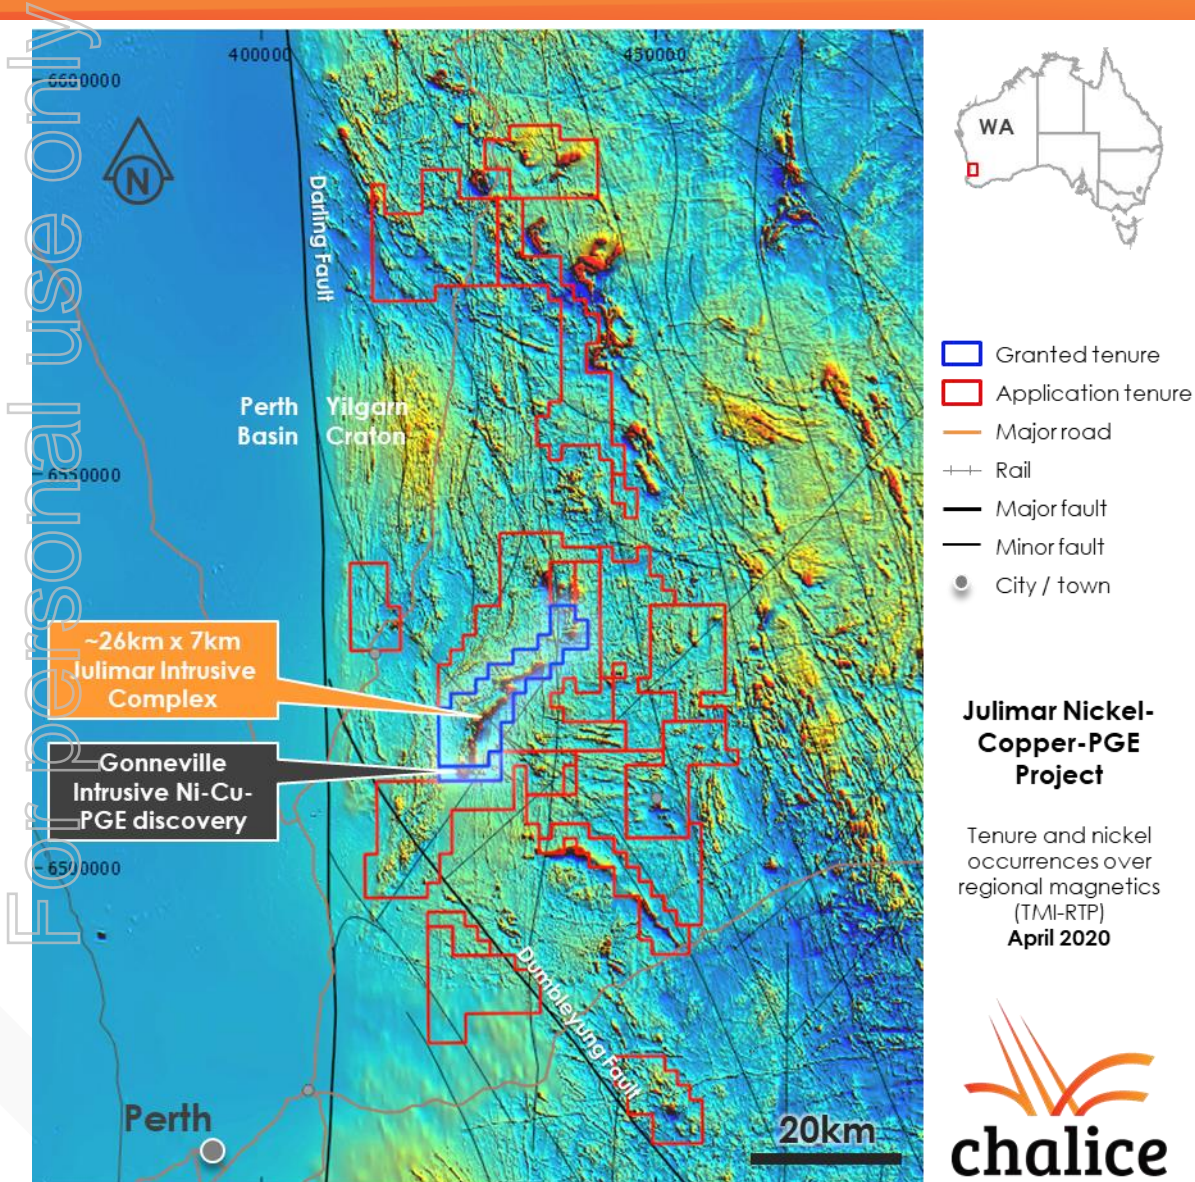 For personal use only
400000
450000
6600000
N
Darling Fault
Perth
Basin
Yilgarn
Craton
6550000
~26km x 7km
Julimar Intrusive
Complex
Gonneville
Intrusive Ni-Cu-
PGE discovery
6500000
Dumbleyung Fault
Perth
20km
WA
Granted tenure
Application tenure
Major road
Rail
Major fault
Minor fault
City / town
Julimar Nickel-
Copper-PGE
Project
Tenure and nickel
occurrences over
regional magnetics
(TMI-RTP)
April 2020
chalice